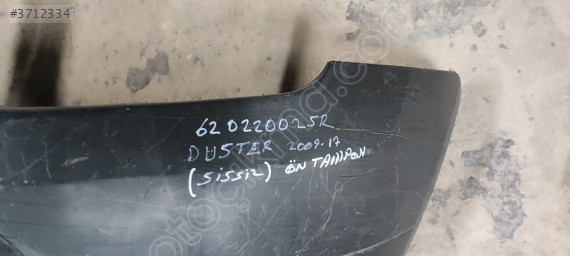 #3712334
620220025R
DUSTER 2009-17
(SİSSİZ) ÖN TAMPON